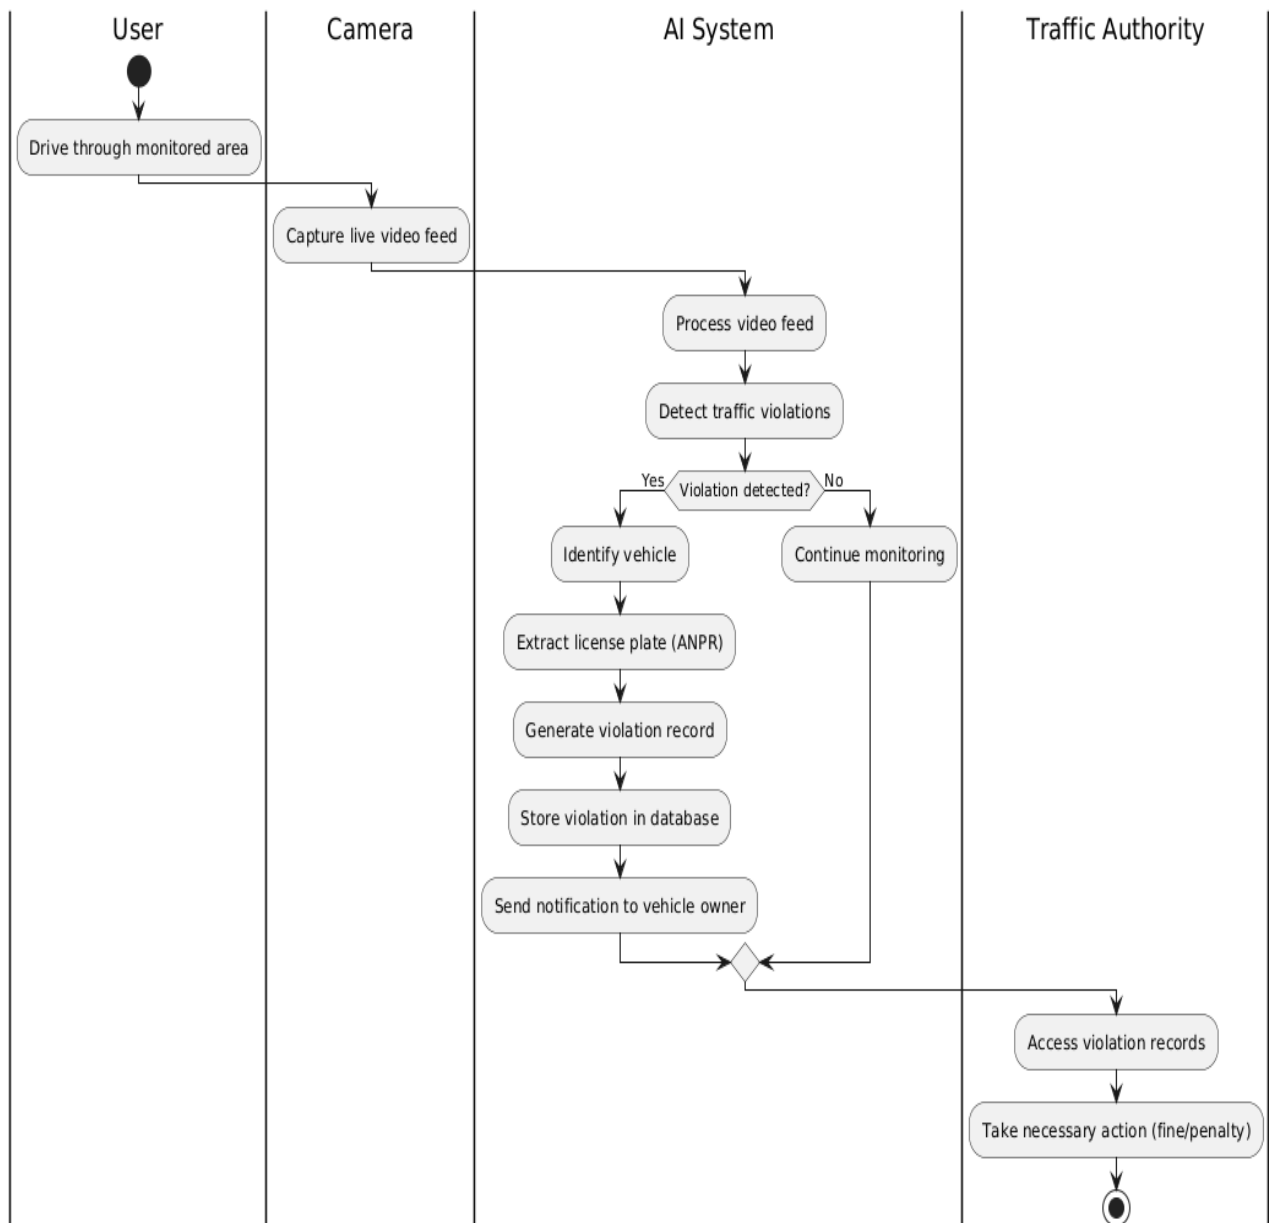 User
Camera
AI System
Traffic Authority
Drive through monitored area
Capture live video feed
Process video feed
Detect traffic violations
Yes
Violation detected?
No
Identify vehicle
Continue monitoring
Extract license plate (ANPR)
Generate violation record
Store violation in database
Send notification to vehicle owner
Access violation records
Take necessary action (fine/penalty)